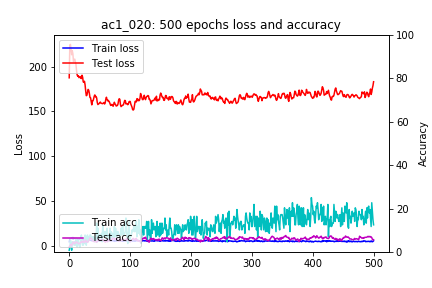 ac1_020: 500 epochs loss and accuracy
Train loss
Test loss
Train acc
Test acc
Loss
200
150
100
50
0
Accuracy
100
80
60
40
20
0
0
100
200
300
400
500